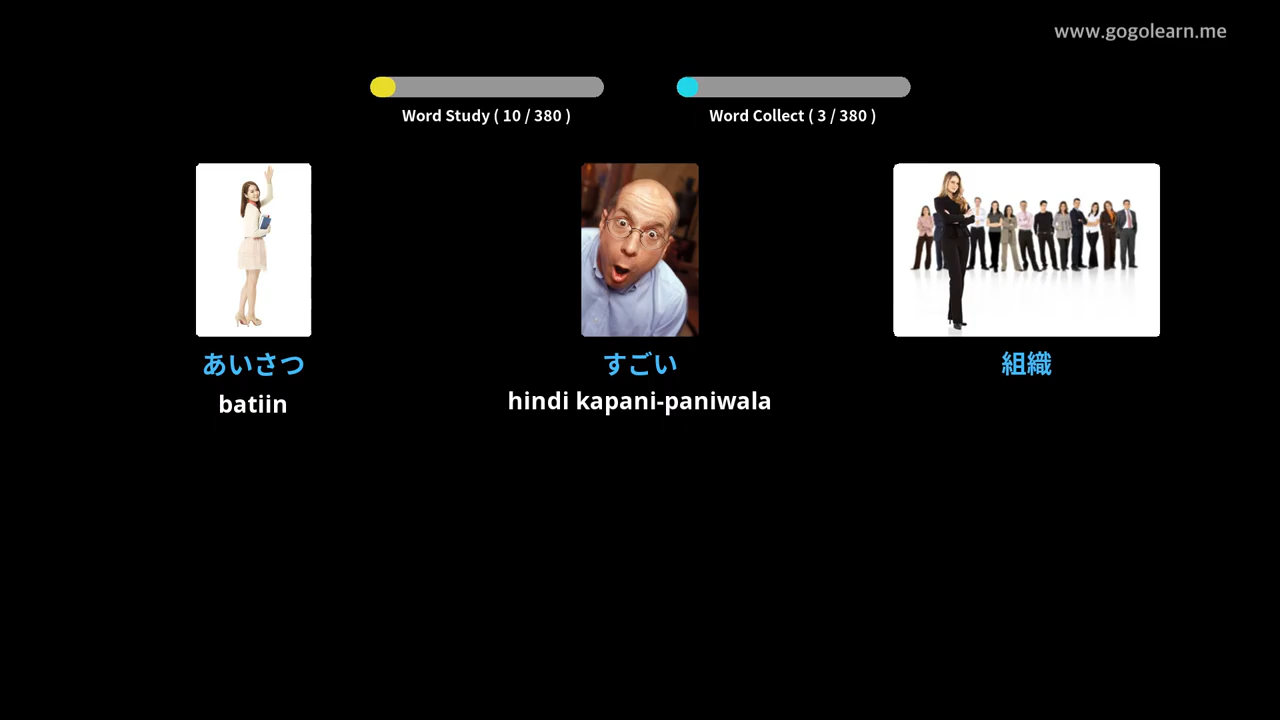 www.gogolearn.me
Word Study ( 10 / 380 )
Word Collect ( 3 / 380 )
あいさつ
すごい
組織
batiin
hindi kapani-paniwala